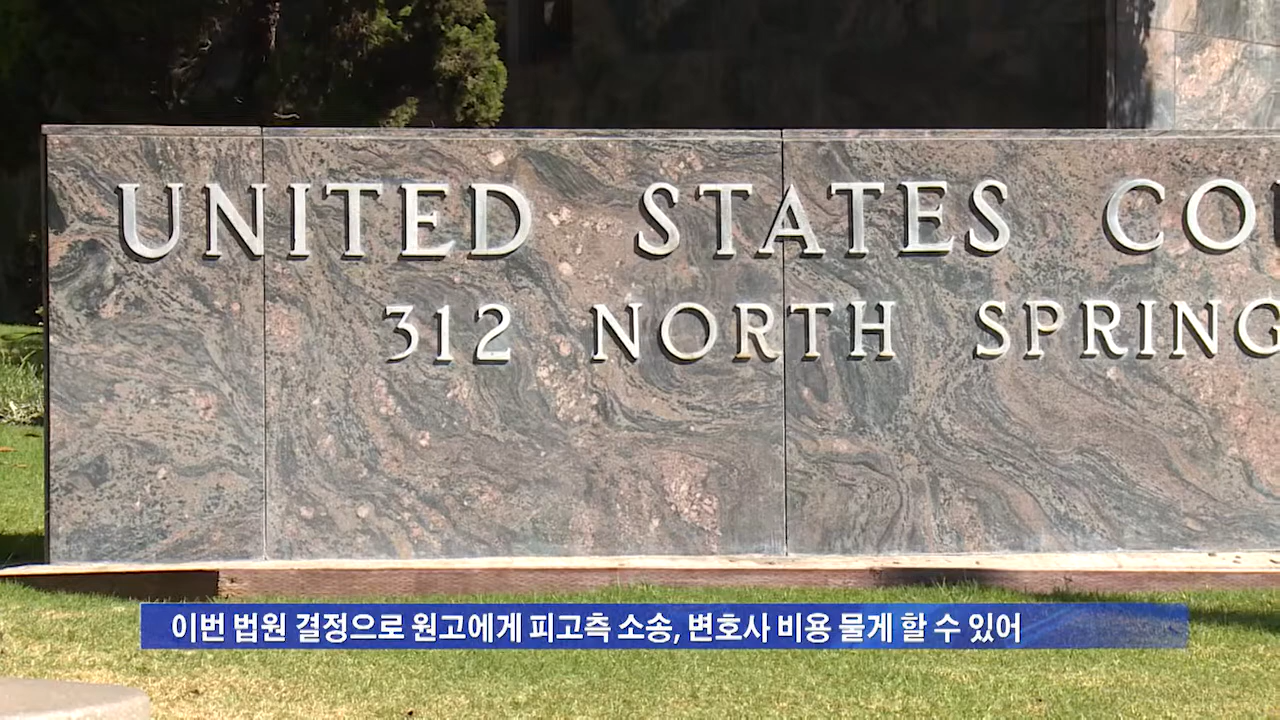 UNITED STATES COU
312 NORTH SPRING
이번 법원 결정으로 원고에게 피고측 소송, 변호사 비용 물게 할 수 있어